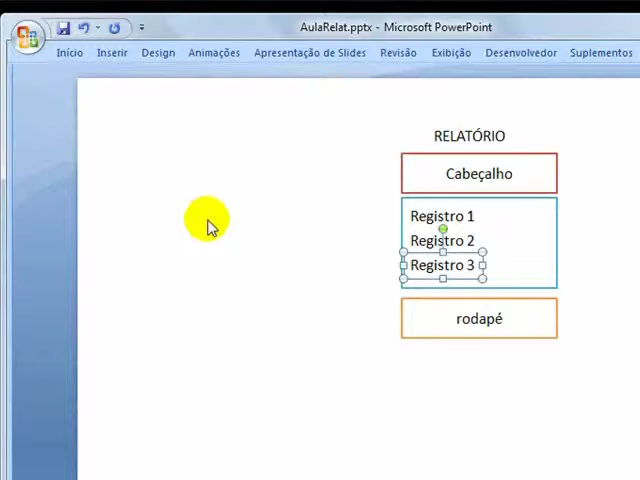 AulaRelat.pptx - Microsoft PowerPoint
Início Inserir Design Animações Apresentação de Slides Revisão Exibição Desenvolvedor Suplementos
RELATÓRIO
Cabeçalho
Registro 1
Registro 2
Registro 3
rodapé